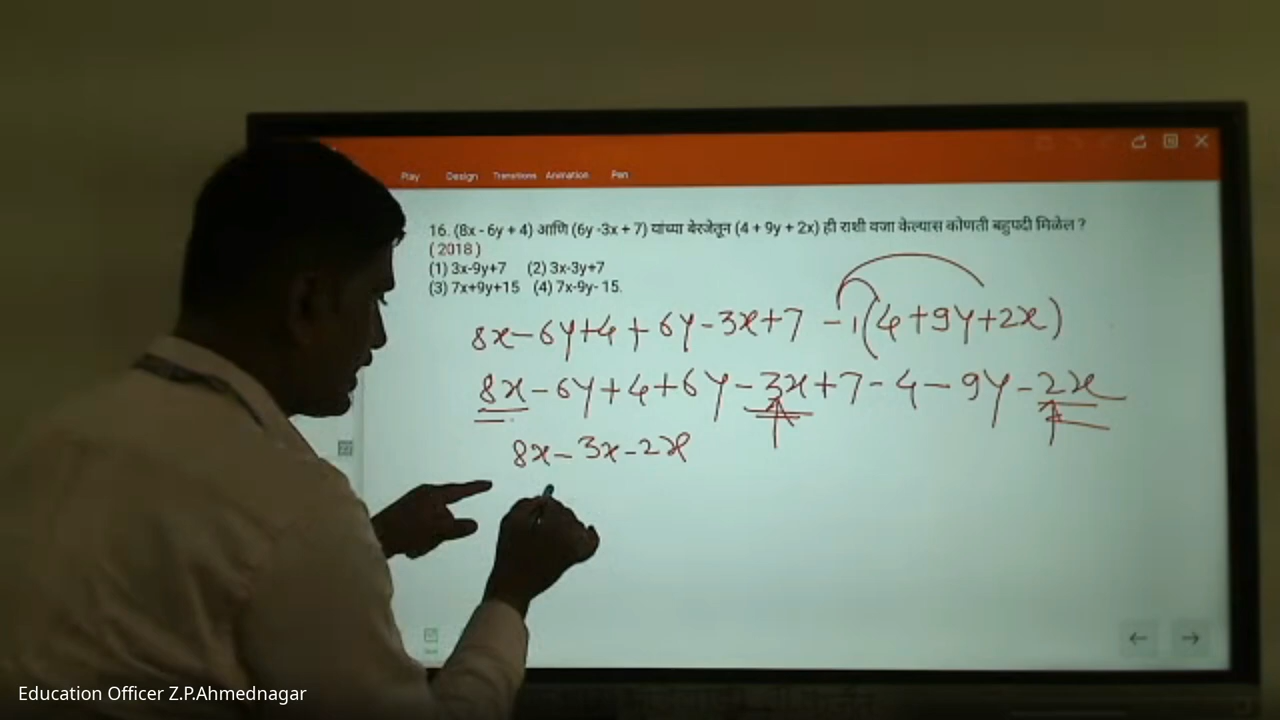 Play Design Transitions Animation Pen
16. (8x - 6y + 4) आणि (6y -3x + 7) यांच्या बेरजेतून (4 + 9y + 2x) ही राशी वजा केल्यास कोणती बहुपदी मिळेल ?
( 2018 )
(1) 3x-9y+7 (2) 3x-3y+7
(3) 7x+9y+15 (4) 7x-9y- 15.
8x-6y+4+6y-3x+7 -1(4+9y+2x)
8x-6y+4+6y-3x+7-4-9y-2x
8x-3x-2x
Education Officer Z.P.Ahmednagar